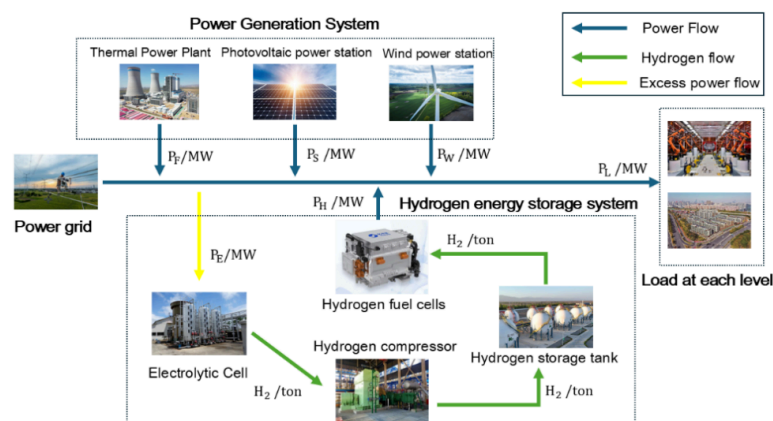 Power Generation System
Thermal Power Plant
Photovoltaic power station
Wind power station
Power Flow
Hydrogen flow
Excess power flow
P_F/MW
P_S /MW
P_W /MW
P_L /MW
Power grid
P_H/MW
Hydrogen energy storage system
P_E/MW
H_2 /ton
Hydrogen fuel cells
Load at each level
Hydrogen compressor
Hydrogen storage tank
Electrolytic Cell
H_2 /ton
H_2 /ton